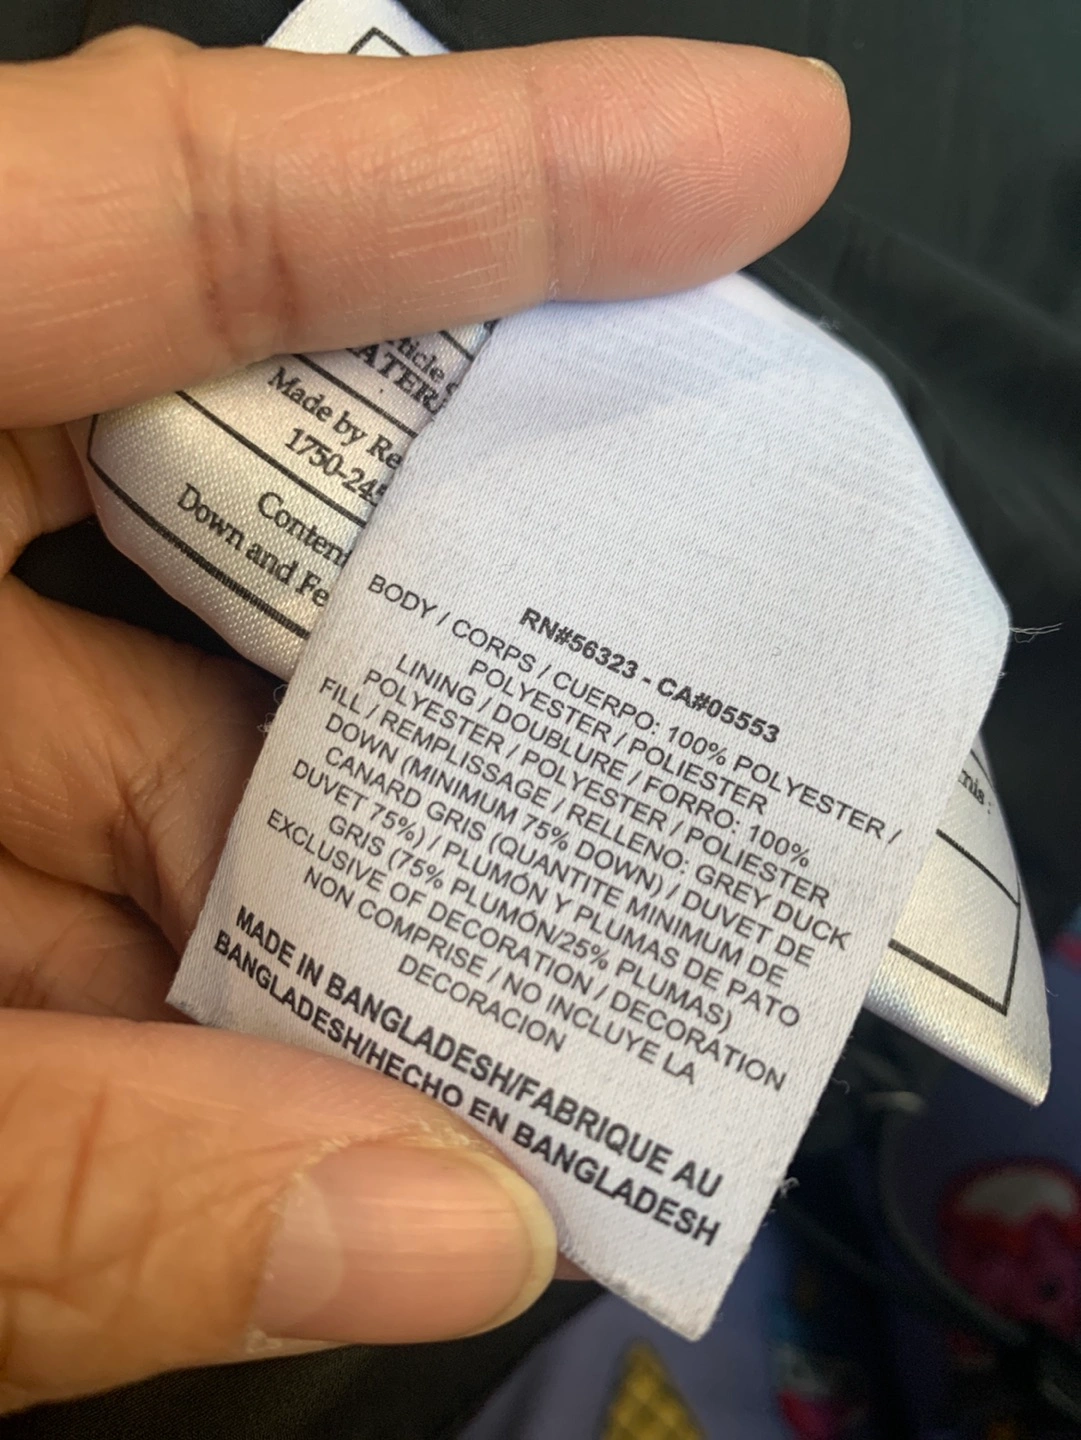 Made by Re
1750-24
Content
Down and Fe
RN#56323 - CA#05553
BODY / CORPS / CUERPO: 100% POLYESTER /
POLYESTER / POLIESTER
LINING / DOUBLURE / FORRO: 100%
POLYESTER / POLYESTER / POLIESTER
FILL / REMPLISSAGE / RELLENO: GREY DUCK
DOWN (MINIMUM 75% DOWN) / DUVET DE
CANARD GRIS (QUANTITE MINIMUM DE
DUVET 75%) / PLUMÓN Y PLUMAS DE PATO
GRIS (75% PLUMÓN/25% PLUMAS)
EXCLUSIVE OF DECORATION / DECORATION
NON COMPRISE / NO INCLUYE LA
DECORACION
MADE IN BANGLADESH/FABRIQUE AU
BANGLADESH/HECHO EN BANGLADESH